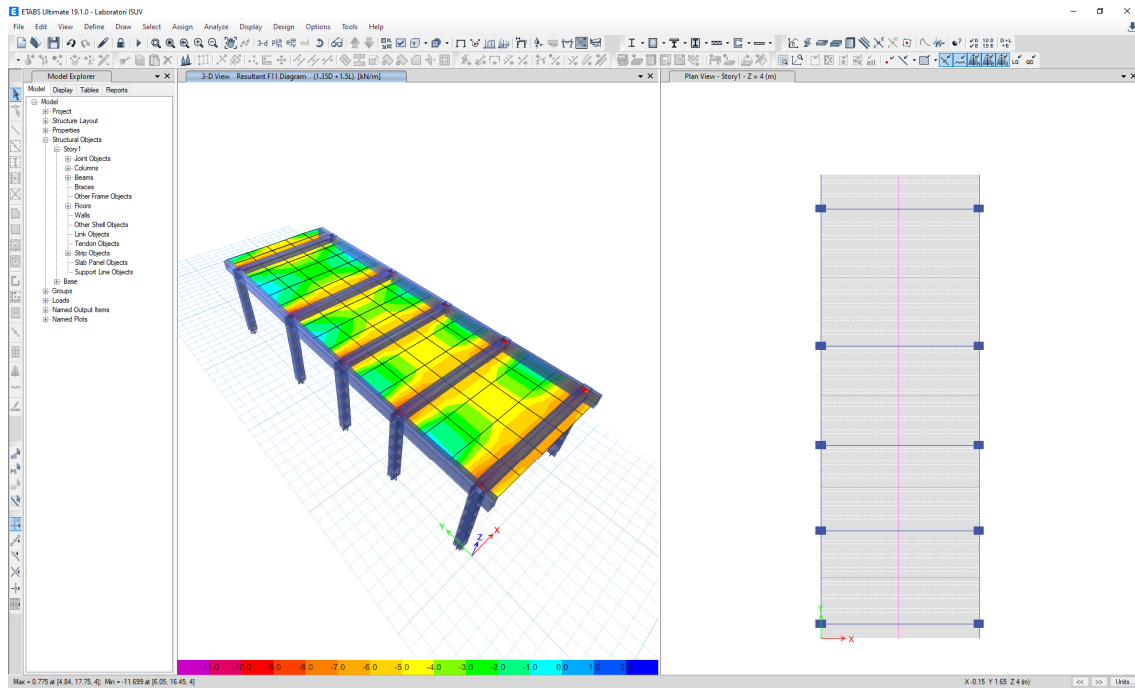 ETABS Ultimate 19.1.0 - Laboratori ISUV
File Edit View Define Draw Select Assign Analyze Display Design Options Tools Help
3-d
nd
Model Explorer
3-D View Resultant F11 Diagram (1.35D + 1.5L) [kN/m]
Plan View - Story1 - Z = 4 (m)
Model Display Tables Reports
Model
Project
Structure Layout
Properties
Structural Objects
Story1
Joint Objects
Columns
Beams
Braces
Other Frame Objects
Floors
Walls
Other Shell Objects
Link Objects
Tendon Objects
Strip Objects
Slab Panel Objects
Support Line Objects
Base
Groups
Loads
Named Output Items
Named Plots
all
PS
Y
Z
X
Y
X
-11.0 -10.0 -9.0 -8.0 -7.0 -6.0 -5.0 -4.0 -3.0 -2.0 -1.0 0.0 1.0 2.0
Max = 0.775 at [4.84, 17.75, 4]; Min = -11.699 at [6.05, 16.45, 4]
X -0.15 Y 1.65 Z 4 (m)
<< >> Units...